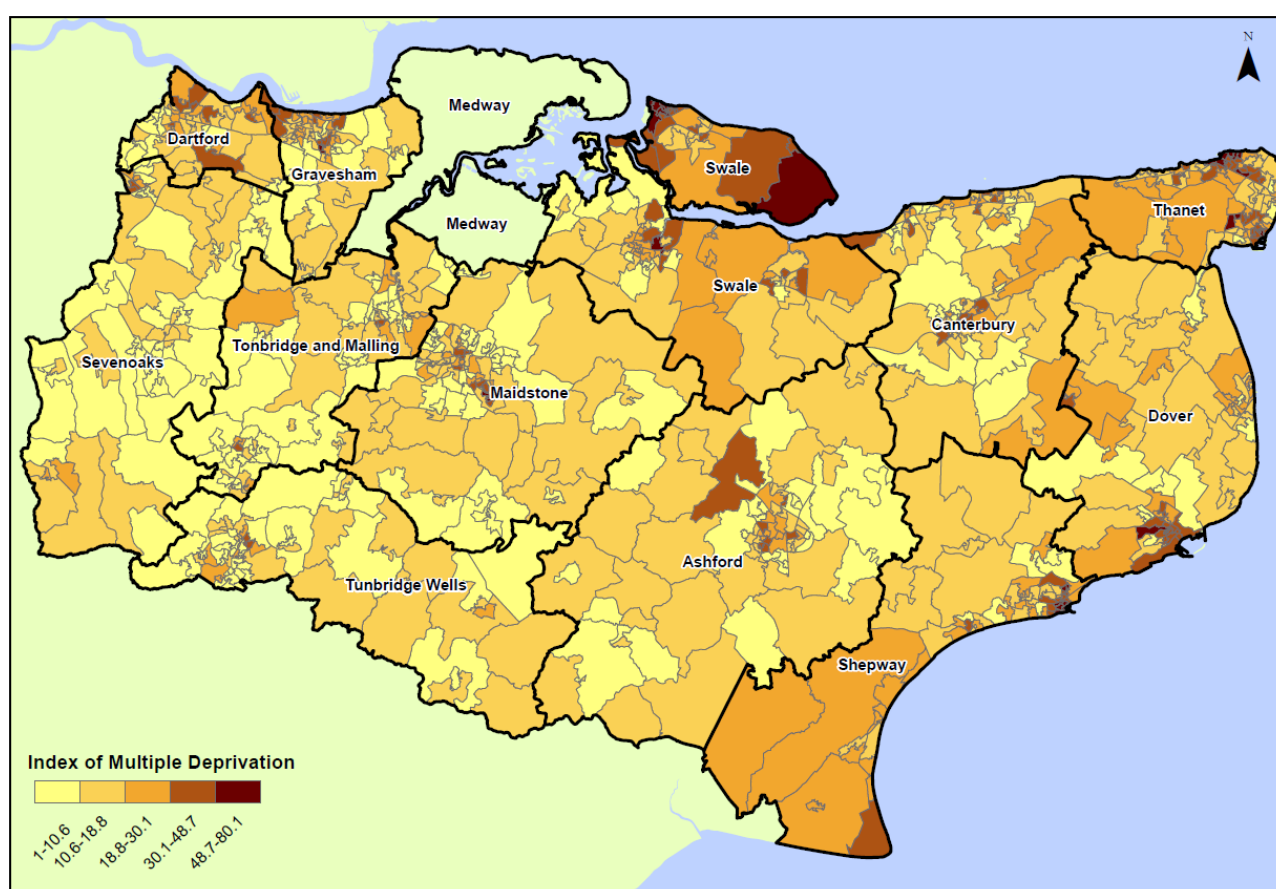 N
Medway
Dartford
Gravesham
Swale
Thanet
Medway
Swale
Canterbury
Sevenoaks
Tonbridge and Malling
Maidstone
Dover
Ashford
Tunbridge Wells
Shepway
Index of Multiple Deprivation
1-10.6
10.6-18.8
18.8-30.1
30.1-48.7
48.7-80.1